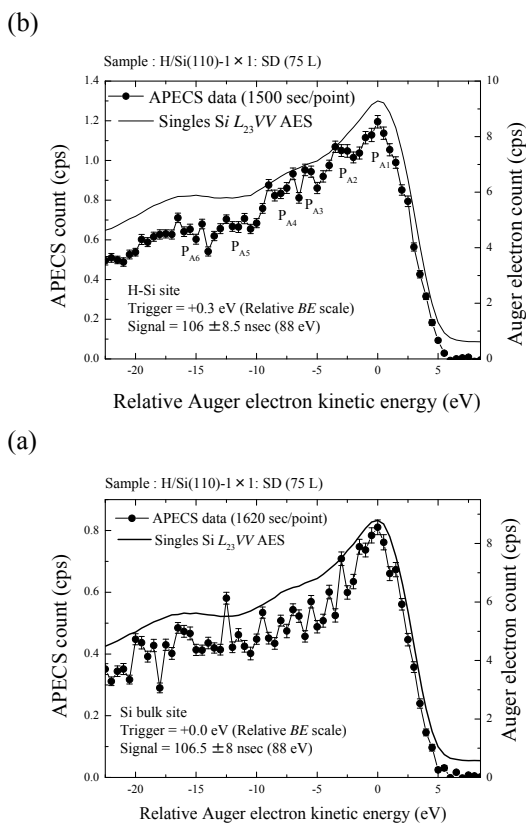 (b)
Sample : H/Si(110)-1 × 1: SD (75 L)
APECS data (1500 sec/point)
Singles Si L23VV AES
APECS count (cps)
Auger electron count (cps)
1.4
1.2
1.0
0.8
0.6
0.4
0.2
0.0
10
8
6
4
2
0
PA1
PA2
PA3
PA4
PA5
PA6
H-Si site
Trigger = +0.3 eV (Relative BE scale)
Signal = 106 ±8.5 nsec (88 eV)
-20 -15 -10 -5 0 5
Relative Auger electron kinetic energy (eV)
(a)
Sample : H/Si(110)-1 × 1: SD (75 L)
APECS data (1620 sec/point)
Singles Si L23VV AES
APECS count (cps)
Auger electron count (cps)
0.8
0.6
0.4
0.2
0.0
9
8
6
4
3
2
0
Si bulk site
Trigger = +0.0 eV (Relative BE scale)
Signal = 106.5 ±8 nsec (88 eV)
-20 -15 -10 -5 0 5
Relative Auger electron kinetic energy (eV)